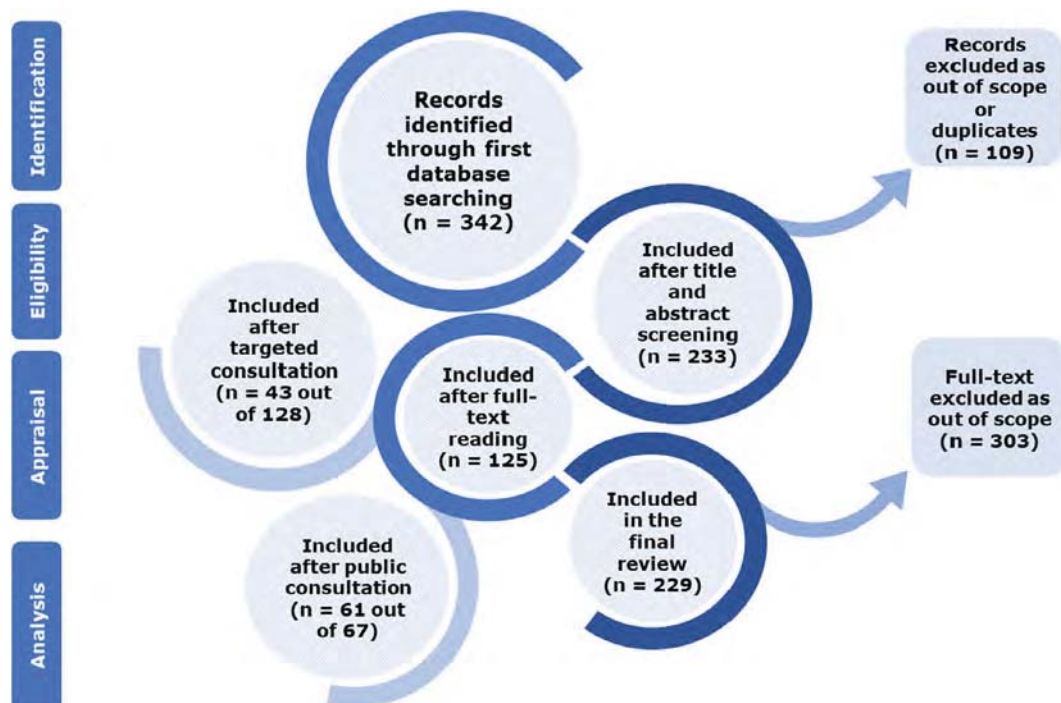 Identification
Eligibility
Appraisal
Analysis
Records
identified
through first
database
searching
(n = 342)
Records
excluded as
out of scope
or
duplicates
(n = 109)
Included
after title
and
abstract
screening
(n = 233)
Included
after
targeted
consultation
(n = 43 out
of 128)
Included
after full-
text
reading
(n = 125)
Full-text
excluded as
out of scope
(n = 303)
Included
in the
final
review
(n = 229)
Included
after public
consultation
(n = 61 out
of 67)